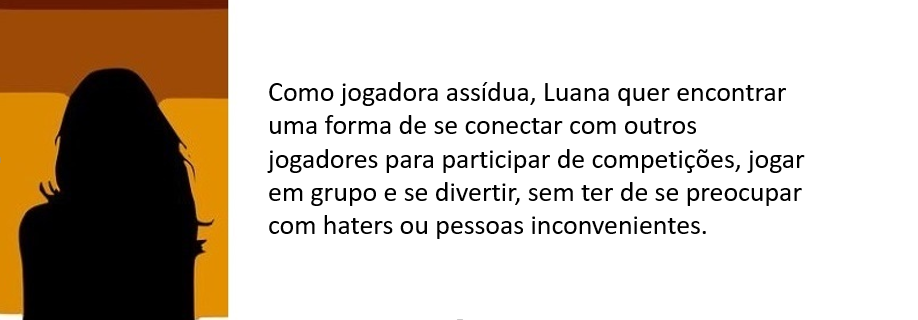 Como jogadora assídua, Luana quer encontrar
uma forma de se conectar com outros
jogadores para participar de competições, jogar
em grupo e se divertir, sem ter de se preocupar
com haters ou pessoas inconvenientes.